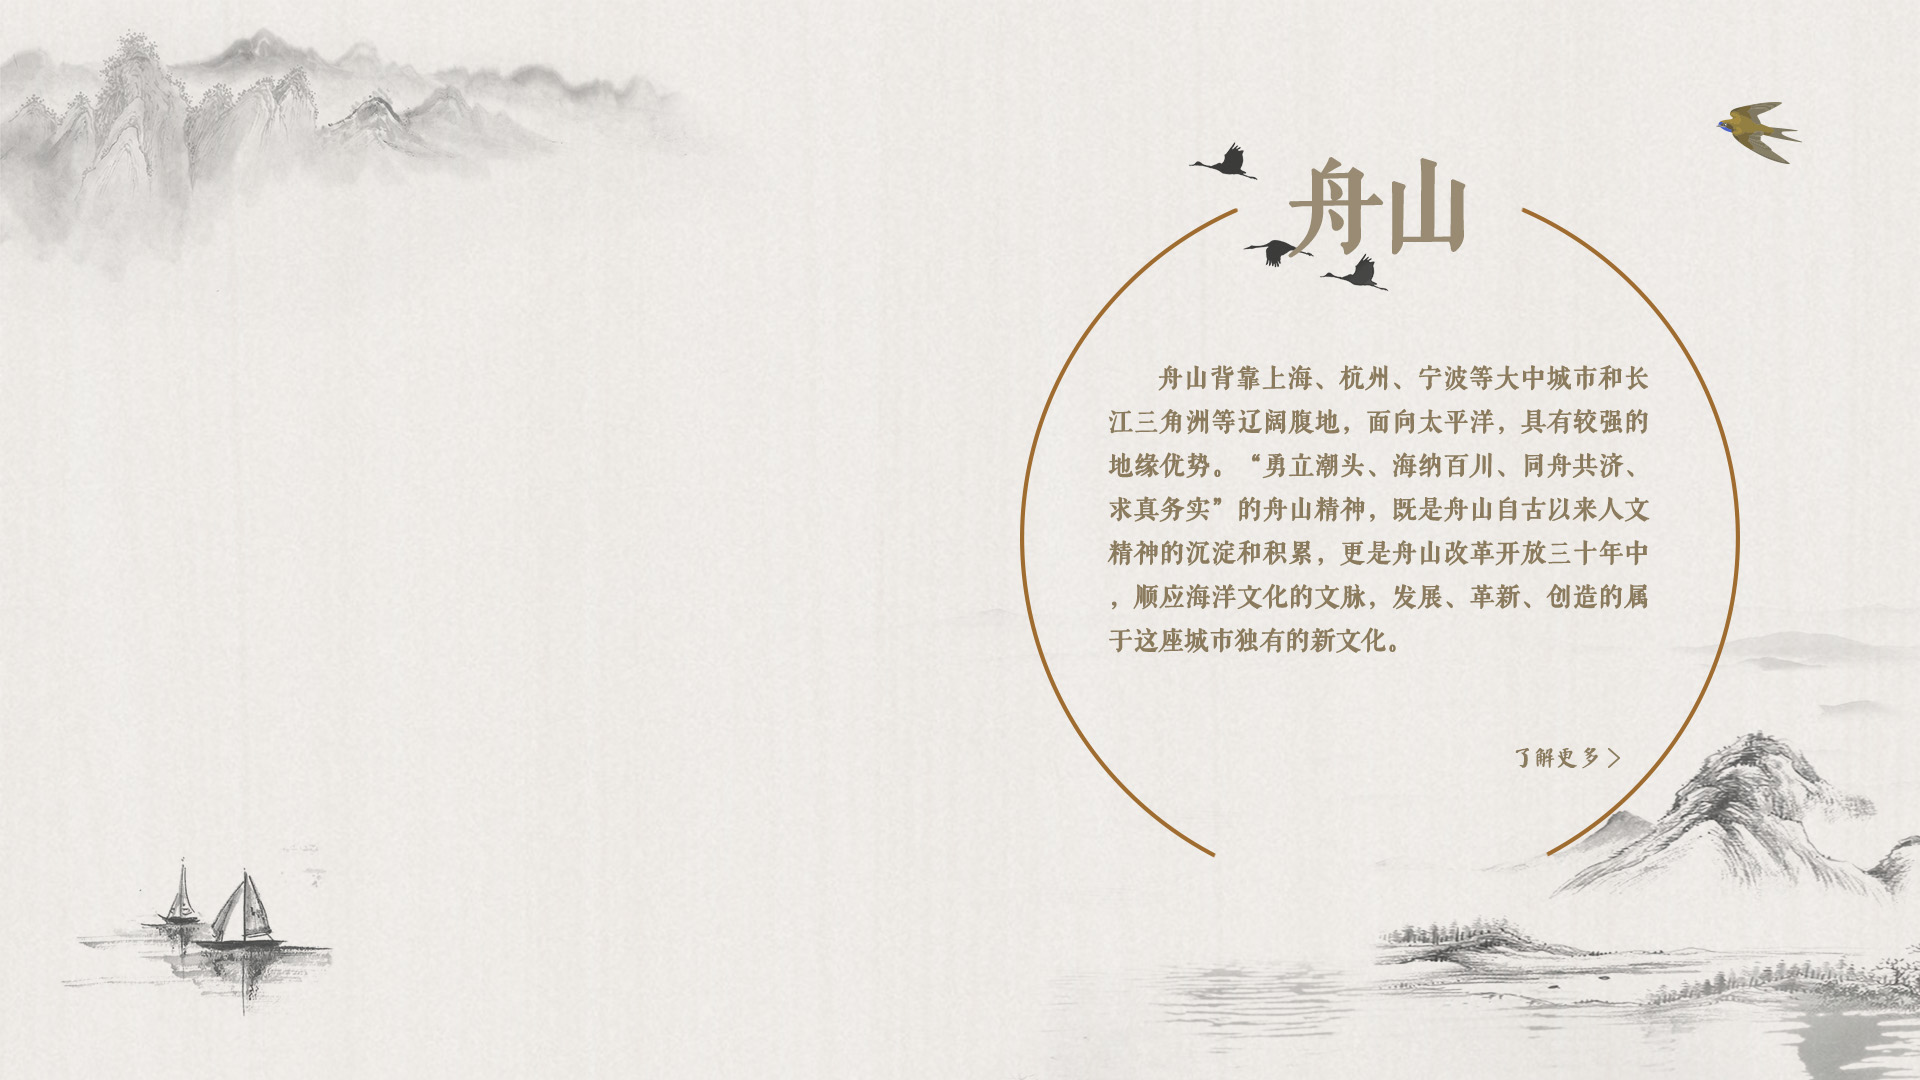 舟山
舟山背靠上海、杭州、宁波等大中城市和长
江三角洲等辽阔腹地，面向太平洋，具有较强的
地缘优势。“勇立潮头、海纳百川、同舟共济、
求真务实”的舟山精神，既是舟山自古以来人文
精神的沉淀和积累，更是舟山改革开放三十年中
，顺应海洋文化的文脉，发展、革新、创造的属
于这座城市独有的新文化。
了解更多>